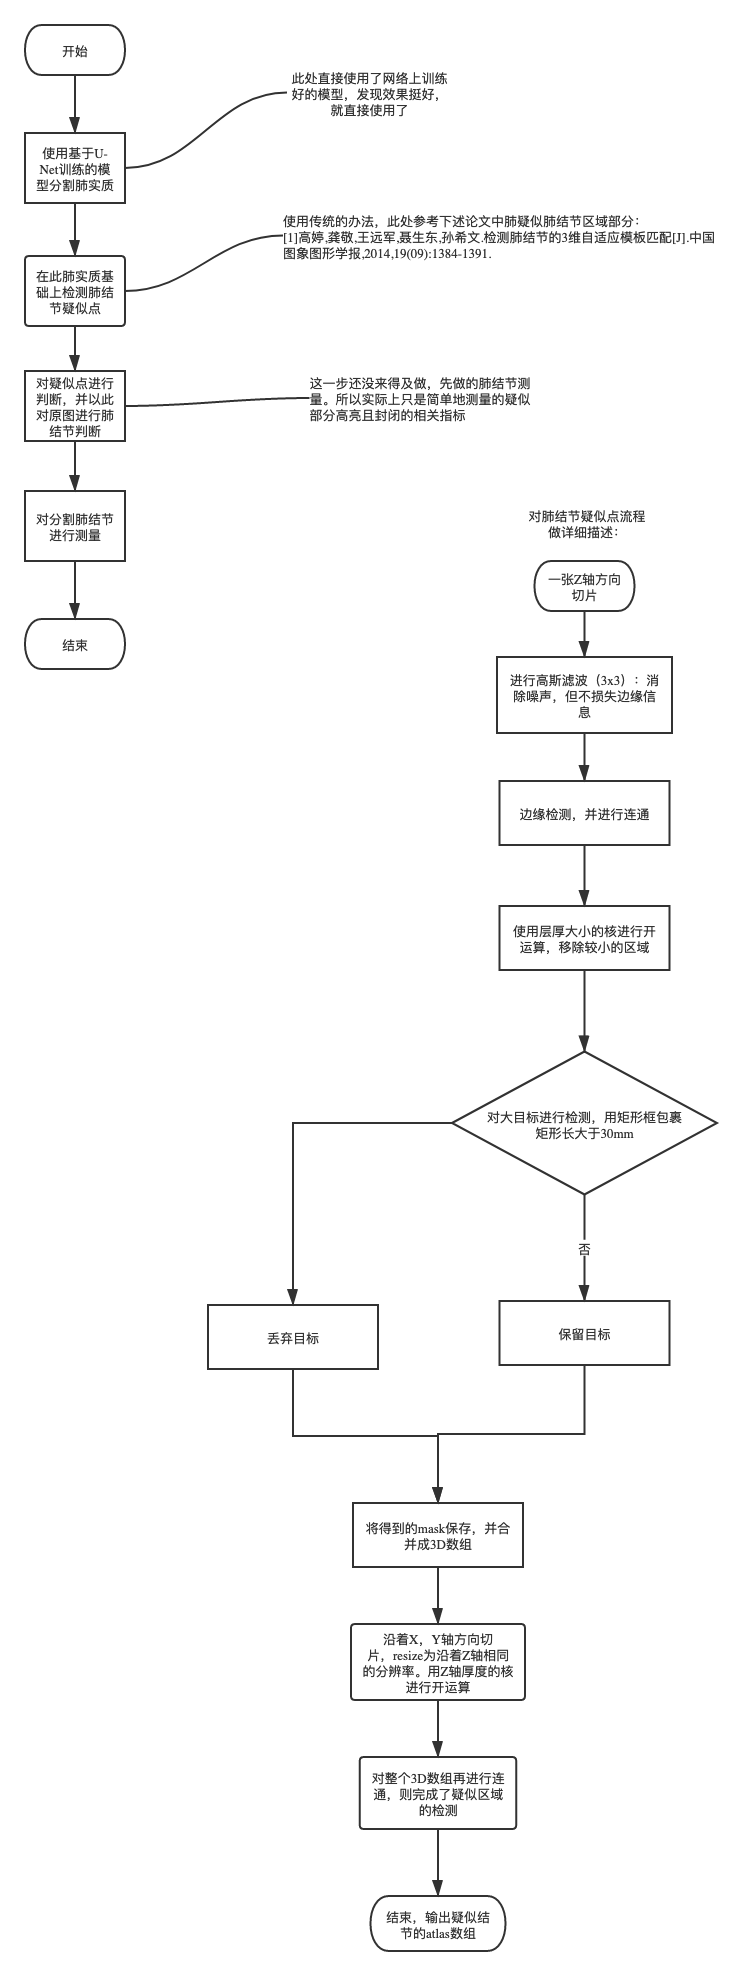 开始
此处直接使用了网络上训练
好的模型，发现效果挺好，
就直接使用了
使用基于U-
Net训练的模
型分割肺实质
使用传统的办法，此处参考下述论文中肺疑似肺结节区域部分：
[1]高婷,龚敬,王远军,聂生东,孙希文.检测肺结节的3维自适应模板匹配[J].中国
图象图形学报,2014,19(09):1384-1391.
在此肺实质基
础上检测肺结
节疑似点
对疑似点进行
判断，并以此
对原图进行肺
结节判断
这一步还没来得及做，先做的肺结节测
量。所以实际上只是简单地测量的疑似
部分高亮且封闭的相关指标
对分割肺结节
进行测量
结束
对肺结节疑似点流程
做详细描述：
一张Z轴方向
切片
进行高斯滤波（3x3）：消
除噪声，但不损失边缘信
息
边缘检测，并进行连通
使用层厚大小的核进行开
运算，移除较小的区域
对大目标进行检测，用矩形框包裹
矩形长大于30mm
否
丢弃目标
保留目标
将得到的mask保存，并合
并成3D数组
沿着X，Y轴方向切
片，resize为沿着Z轴相同
的分辨率。用Z轴厚度的核
进行开运算
对整个3D数组再进行连
通，则完成了疑似区域
的检测
结束，输出疑似结
节的atlas数组